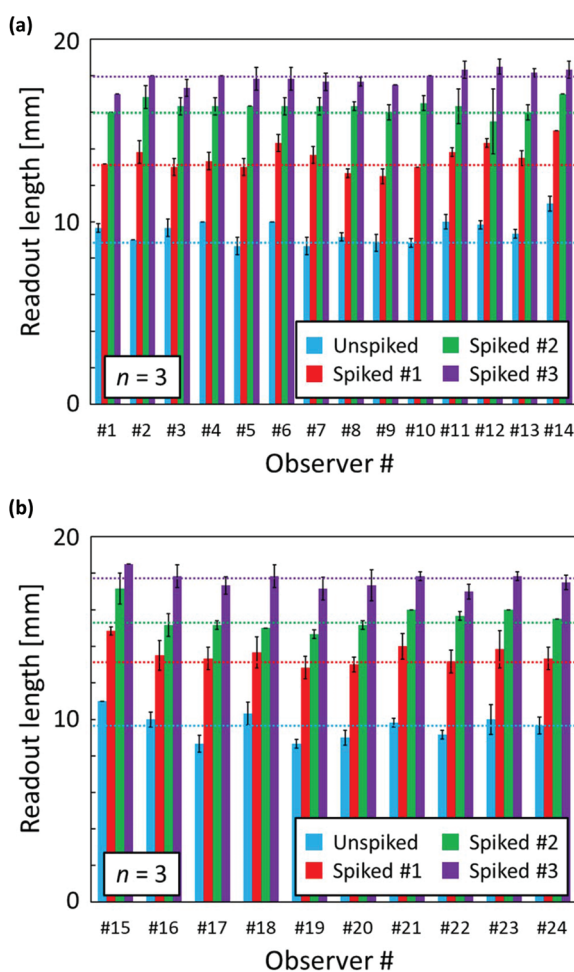 (a)
20
10
0
Readout length [mm]
Unspiked
Spiked #2
Spiked #1
Spiked #3
n = 3
#1 #2 #3 #4 #5 #6 #7 #8 #9 #10 #11 #12 #13 #14
Observer #
(b)
20
10
0
Readout length [mm]
Unspiked
Spiked #2
Spiked #1
Spiked #3
n = 3
#15 #16 #17 #18 #19 #20 #21 #22 #23 #24
Observer #